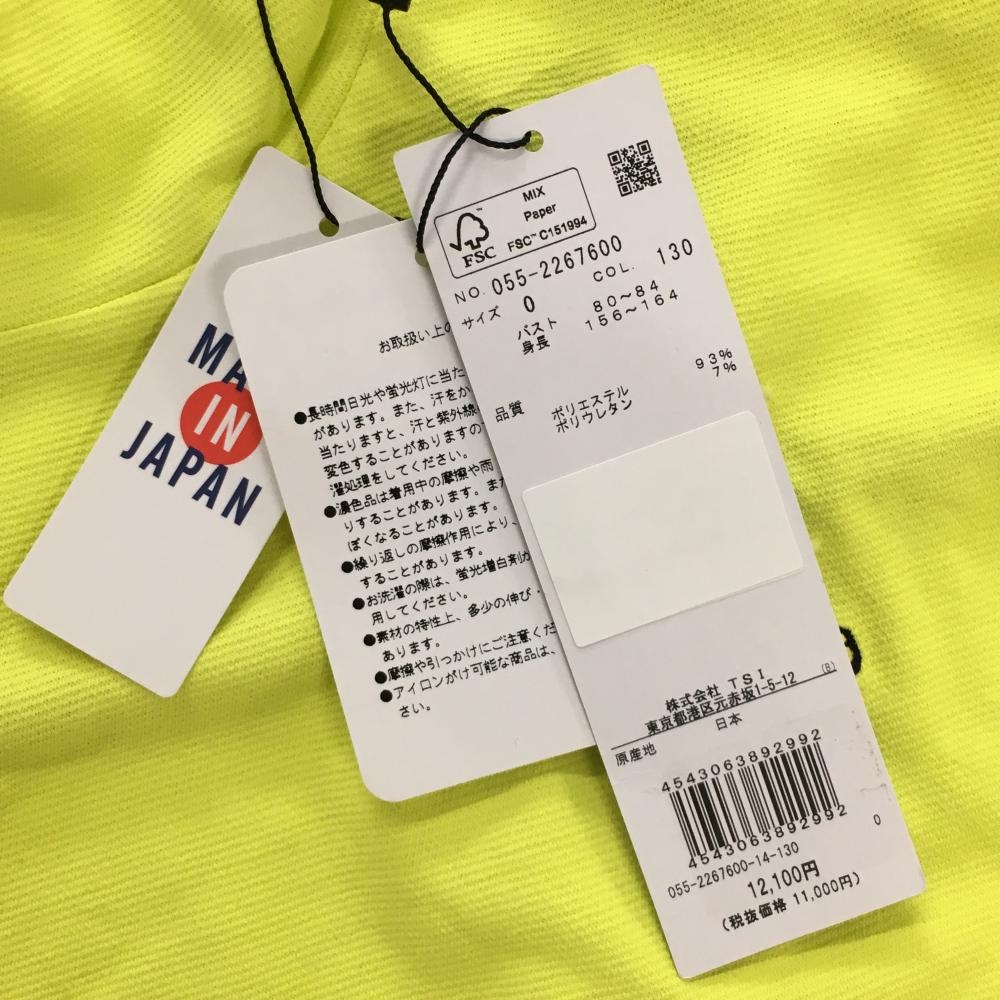 MA
IN
JAPAN
お取扱い上の
●長時間日光や蛍光灯に当た
があります。また、汗をか
当たりますと、汗と紫外線
変色することがありますの
濯処理をしてください。
●濃色品は着用中の摩擦や雨
りすることがあります。また
ぽくなることがあります。
●繰り返しの摩擦作用により、
することがあります。
●お洗濯の際は、蛍光増白剤が
用してください。
●素材の特性上、多少の伸び・
あります。
●摩擦や引っかけにご注意くだ
●アイロンがけ可能な商品は、
さい。
FSC
MIX
Paper
FSC™ C151994
NO. 055-2267600
サイズ 0 COL. 130
バスト 80～84
身長 156～164
品質 ポリエステル 93%
ポリウレタン 7%
株式会社 TSI
東京都港区元赤坂1-5-12 (B)
原産地 日本
4543063892992
4543063892992
055-2267600-14-130 0
12,100円
(税抜価格 11,000円)